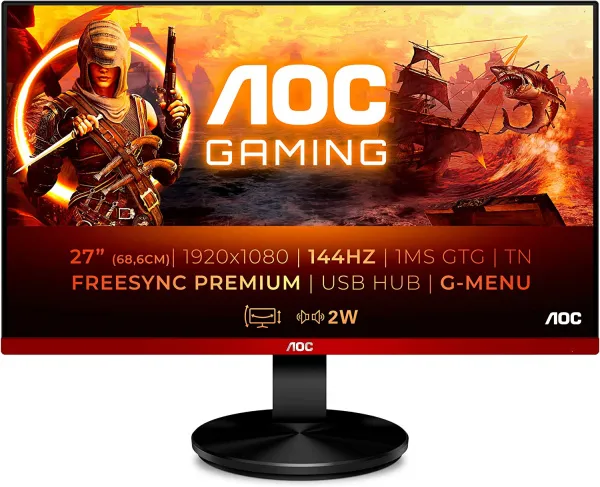 AOC
GAMING
27" (68,6CM) | 1920x1080 | 144HZ | 1MS GTG | TN
FREESYNC PREMIUM | USB HUB | G-MENU
2W
AOC
AOC